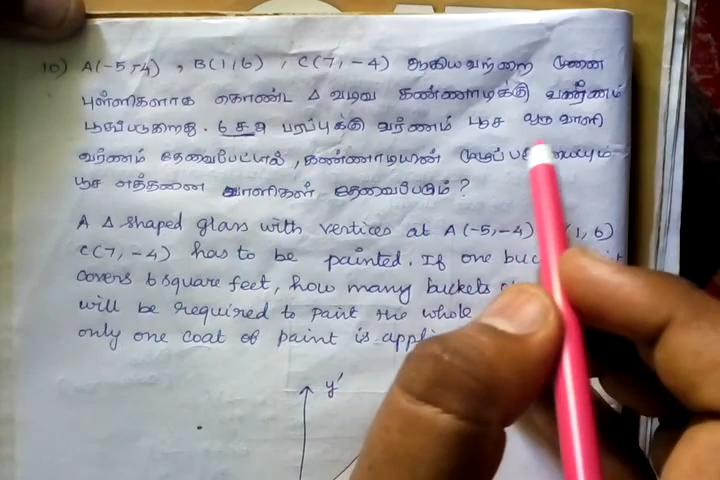 10) A(-5,-4), B(1,6), C(7,-4) ஆகியவற்றை முனை
புள்ளிகளாக கொண்ட Δ வடிவ கண்ணாடிக்கு வண்ணம்
பூசப்படுகிறது. 6 ச.அ பரப்புக்கு வர்ணம் பூச ஒரு வாளி
வர்ணம் தேவைபட்டால், கண்ணாடியின் முழுப்
பூச எத்தனை வாளிகள் தேவைபடும்?
A Δ shaped glass with vertices at A(-5,-4) (1,6)
C(7,-4) has to be painted. If one
covers 6 square feet, how many buckets
will be required to paint the whole
only one coat of paint is
y'